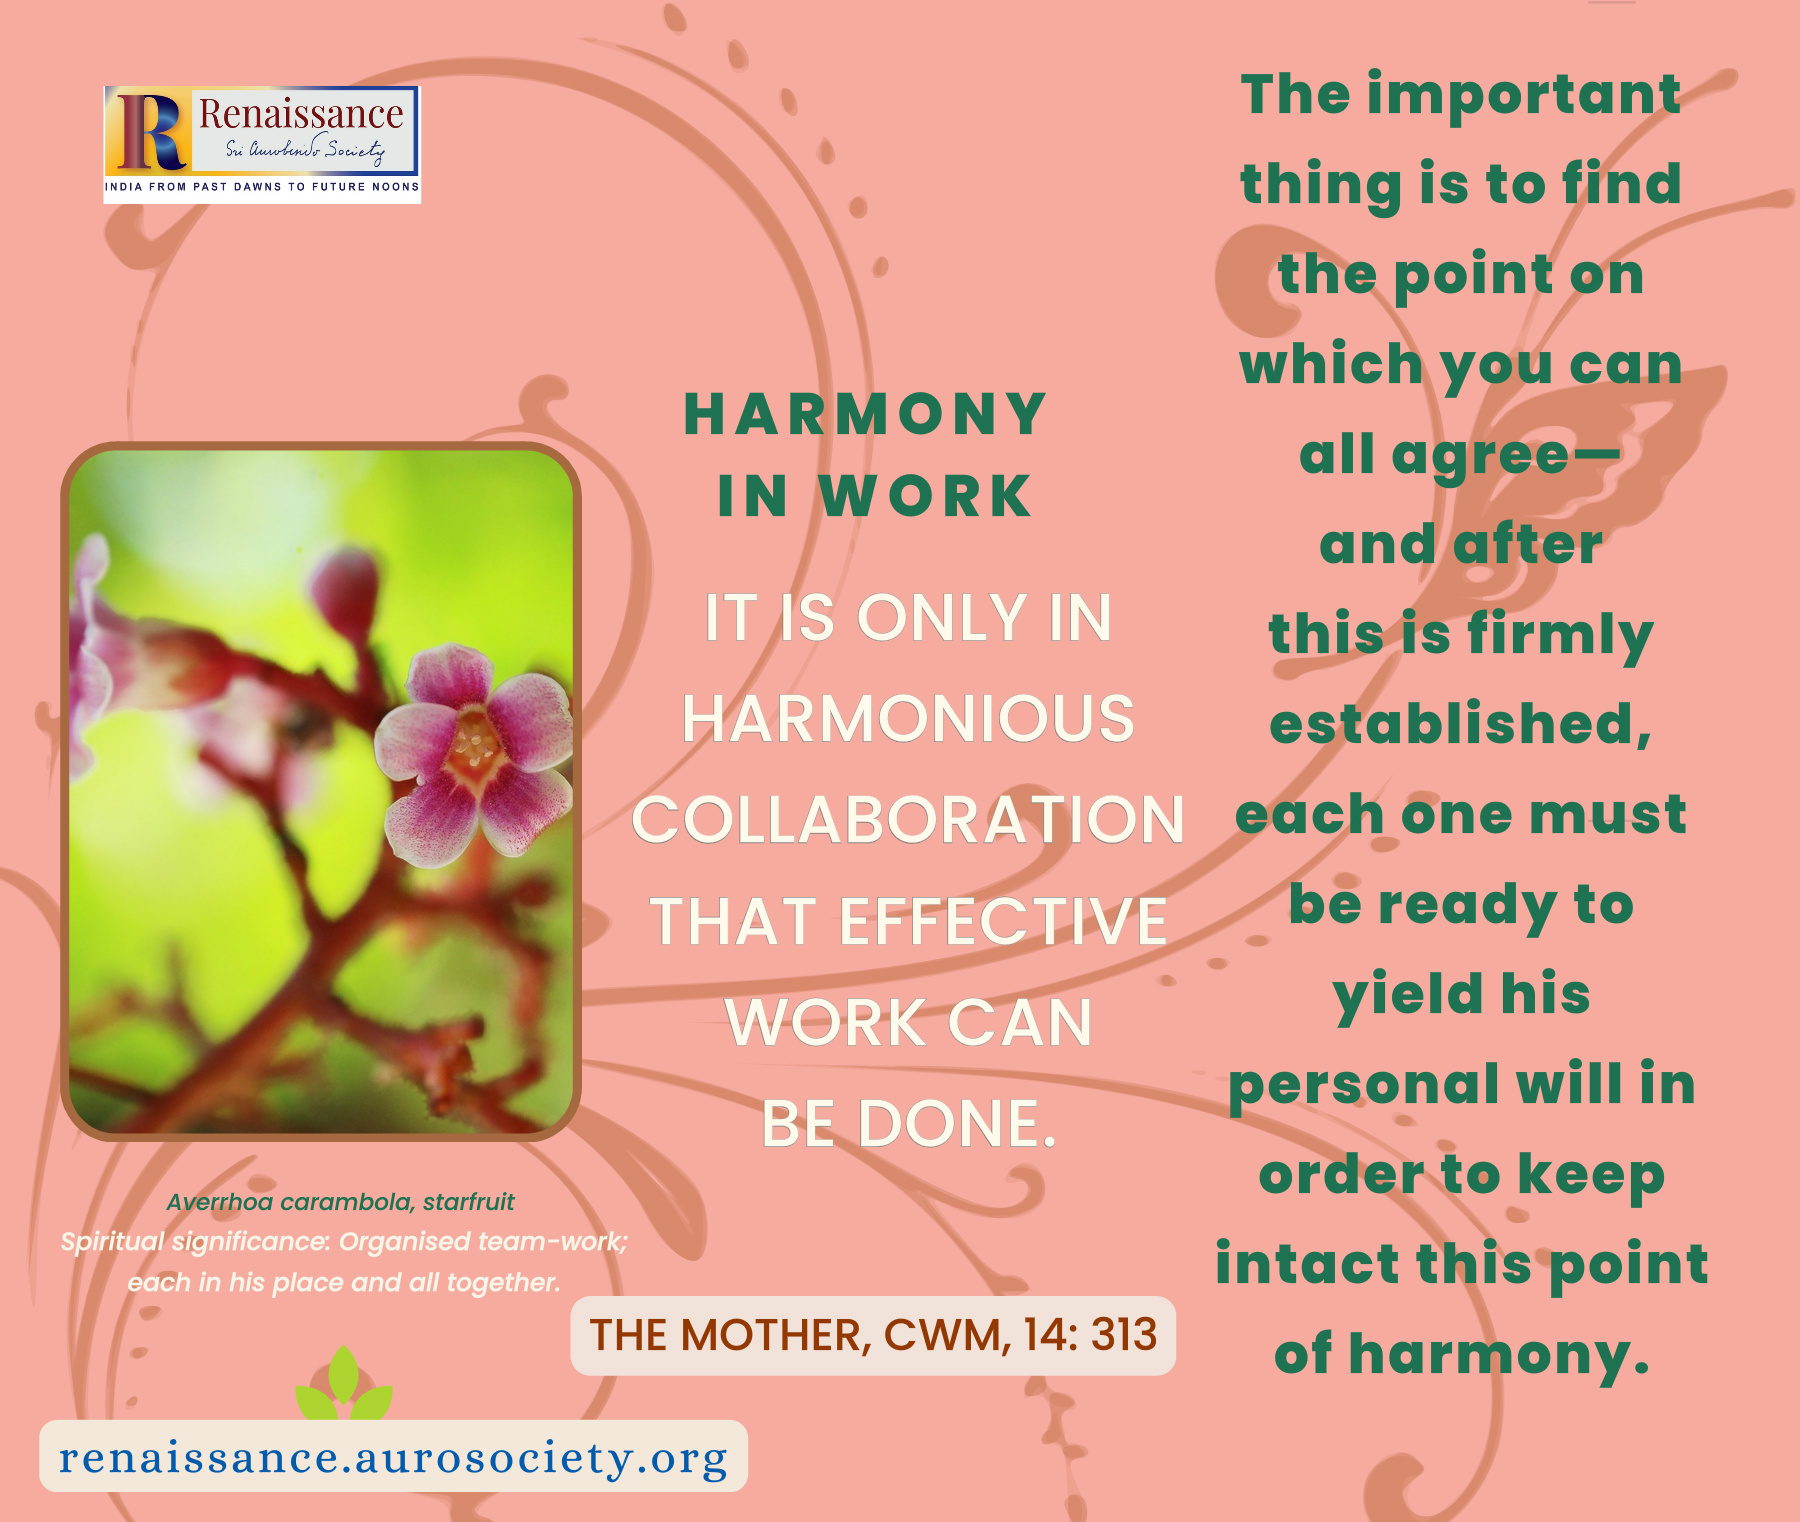 R Renaissance
Sri Aurobindo Society
INDIA FROM PAST DAWNS TO FUTURE NOONS
HARMONY
IN WORK
IT IS ONLY IN
HARMONIOUS
COLLABORATION
THAT EFFECTIVE
WORK CAN
BE DONE.
The important
thing is to find
the point on
which you can
all agree—
and after
this is firmly
established,
each one must
be ready to
yield his
personal will in
order to keep
intact this point
of harmony.
Averrhoa carambola, starfruit
Spiritual significance: Organised team-work;
each in his place and all together.
THE MOTHER, CWM, 14: 313
renaissance.aurosociety.org